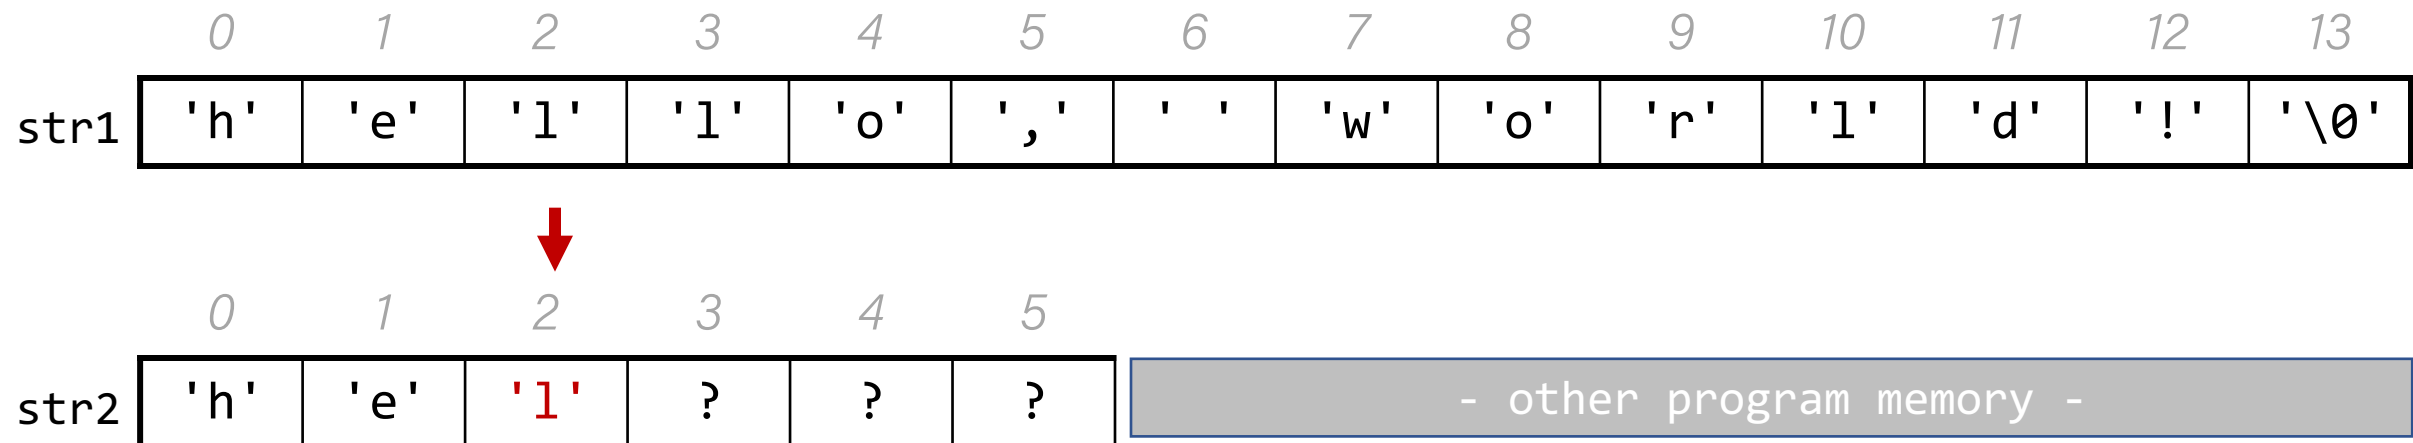 0 1 2 3 4 5 6 7 8 9 10 11 12 13
str1 'h' 'e' 'l' 'l' 'o' ',' ' ' 'w' 'o' 'r' 'l' 'd' '!' '\0'
0 1 2 3 4 5
str2 'h' 'e' 'l' ? ? ? - other program memory -